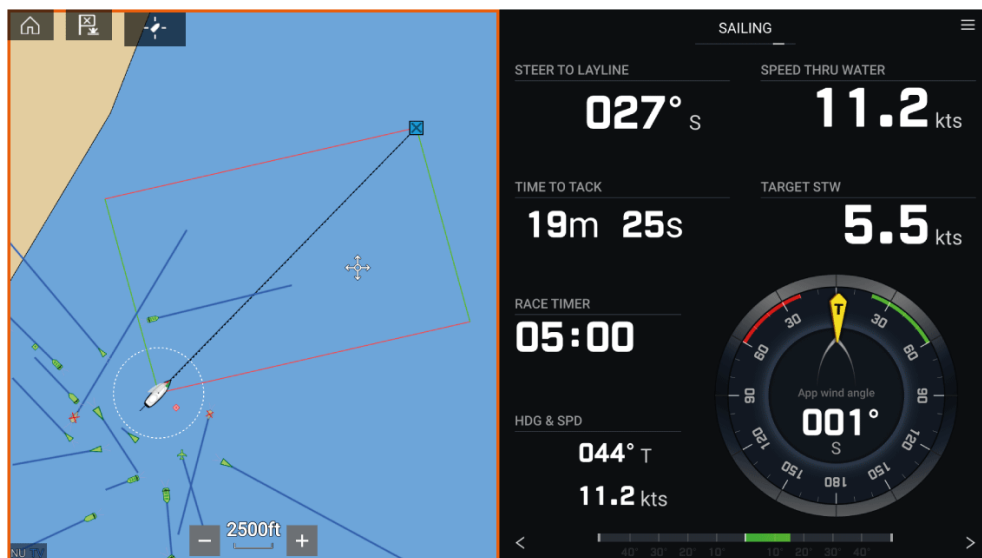 SAILING
STEER TO LAYLINE
027° S
SPEED THRU WATER
11.2 kts
TIME TO TACK
19m 25s
TARGET STW
5.5 kts
RACE TIMER
05:00
HDG & SPD
044° T
11.2 kts
T
30 30
60 60
90 90
120 120
150 150
180
App wind angle
001°
S
2500ft
− +
NU TV
< >
40° 30° 20° 10° 10° 20° 30° 40°